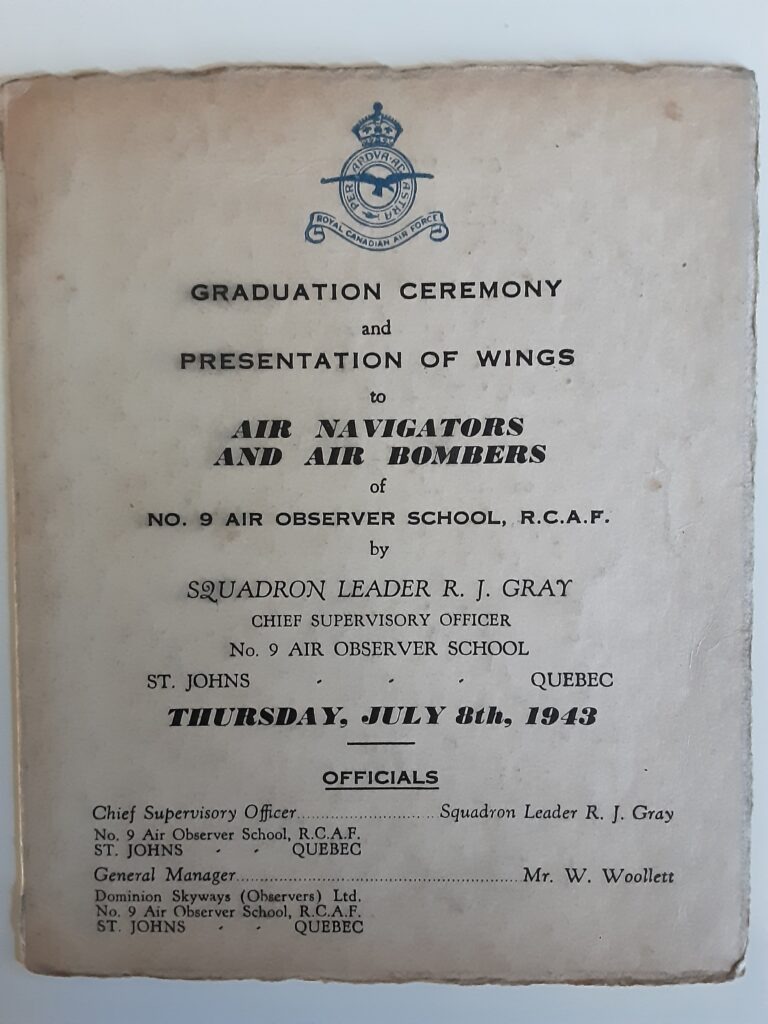 PER ARDVA AD ASTRA
ROYAL CANADIAN AIR FORCE
GRADUATION CEREMONY
and
PRESENTATION OF WINGS
to
AIR NAVIGATORS
AND AIR BOMBERS
of
NO. 9 AIR OBSERVER SCHOOL, R.C.A.F.
by
SQUADRON LEADER R. J. GRAY
CHIEF SUPERVISORY OFFICER
No. 9 AIR OBSERVER SCHOOL
ST. JOHNS - - - QUEBEC
THURSDAY, JULY 8th, 1943
OFFICIALS
Chief Supervisory Officer.............................Squadron Leader R. J. Gray
No. 9 Air Observer School, R.C.A.F.
ST. JOHNS - - QUEBEC
General Manager......................................................Mr. W. Woollett
Dominion Skyways (Observers) Ltd.
No. 9 Air Observer School, R.C.A.F.
ST. JOHNS - - QUEBEC